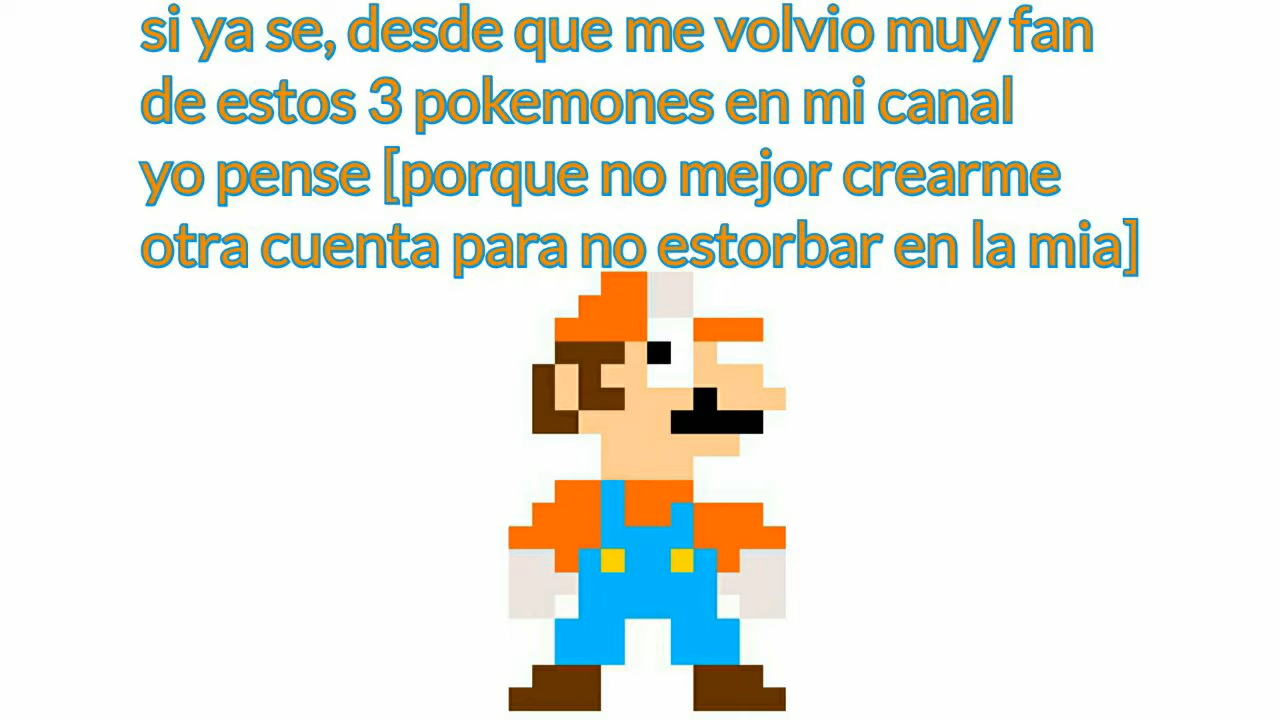 si ya se, desde que me volvio muy fan
de estos 3 pokemones en mi canal
yo pense [porque no mejor crearme
otra cuenta para no estorbar en la mia]